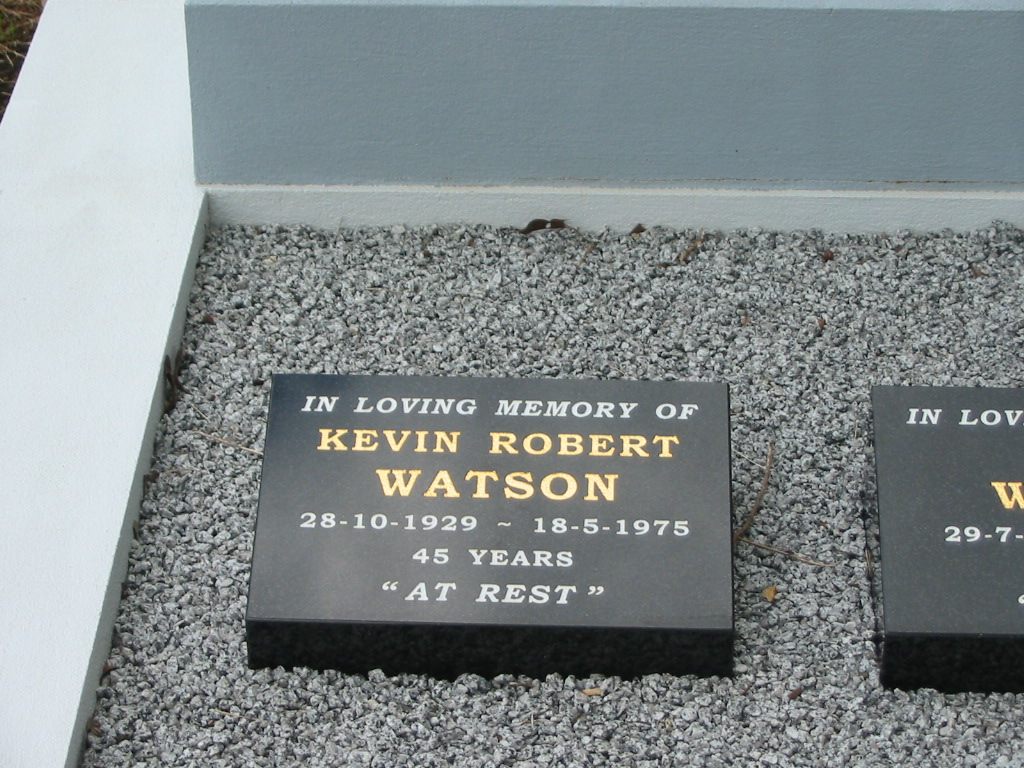 IN LOVING MEMORY OF
KEVIN ROBERT
WATSON
28-10-1929 ~ 18-5-1975
45 YEARS
"AT REST"
IN
29-7-